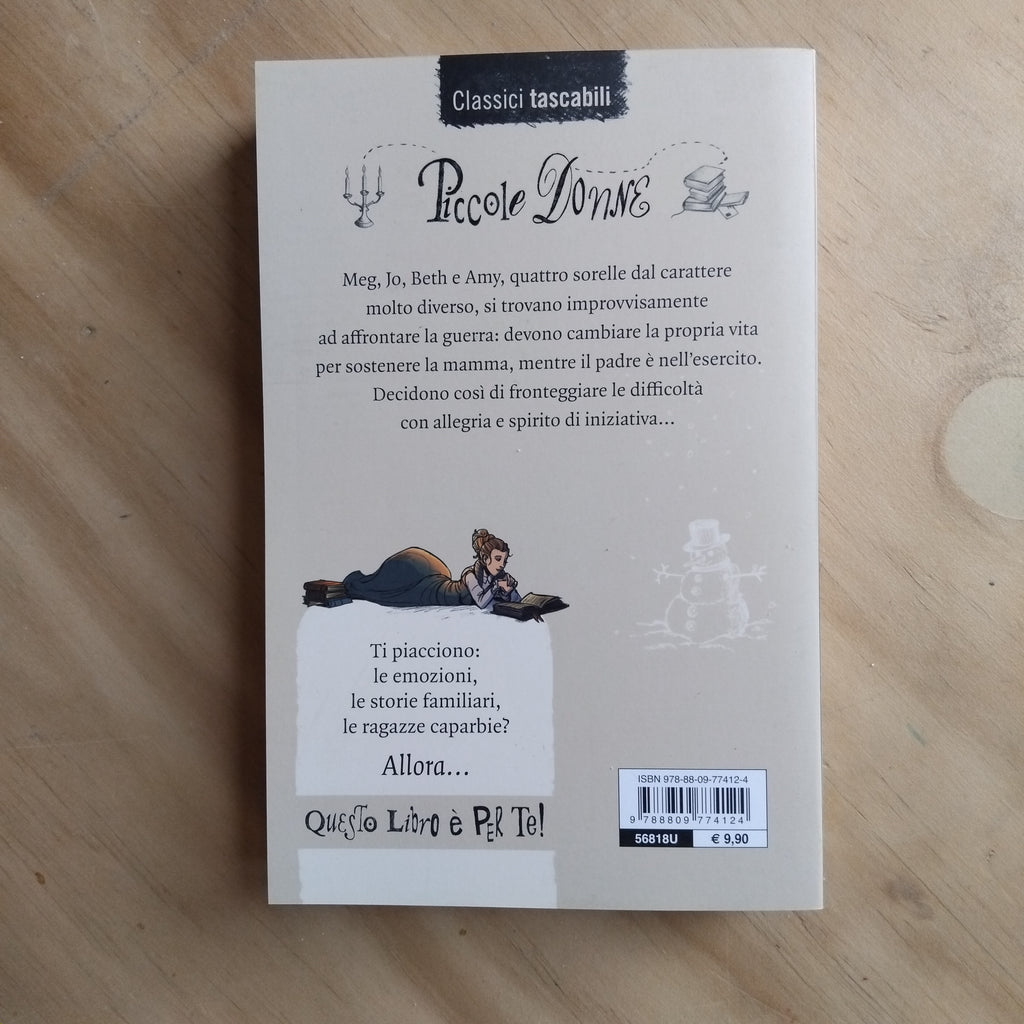 Classici tascabili
Piccole Donne
Meg, Jo, Beth e Amy, quattro sorelle dal carattere
molto diverso, si trovano improvvisamente
ad affrontare la guerra: devono cambiare la propria vita
per sostenere la mamma, mentre il padre è nell'esercito.
Decidono così di fronteggiare le difficoltà
con allegria e spirito di iniziativa...
Ti piacciono:
le emozioni,
le storie familiari,
le ragazze caparbie?
Allora...
Questo Libro è Per Te!
ISBN 978-88-09-77412-4
9 788809 774124
56818U € 9,90